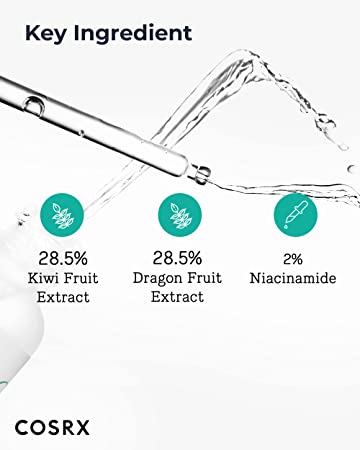 Key Ingredient
28.5%
Kiwi Fruit
Extract
28.5%
Dragon Fruit
Extract
2%
Niacinamide
COSRX